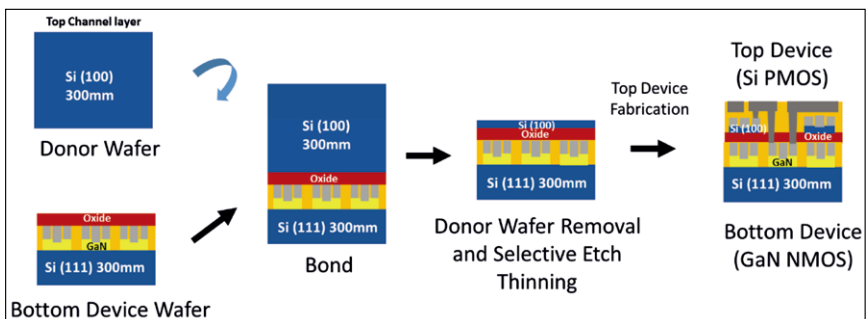 Top Channel layer
Si (100)
300mm
Donor Wafer
Oxide
GaN
Si (111) 300mm
Bottom Device Wafer
Si (100)
300mm
Oxide
Si (111) 300mm
Bond
Si (100)
Oxide
Si (111) 300mm
Donor Wafer Removal
and Selective Etch
Thinning
Top Device
Fabrication
Top Device
(Si PMOS)
Si (100)
Oxide
GaN
Si (111) 300mm
Bottom Device
(GaN NMOS)